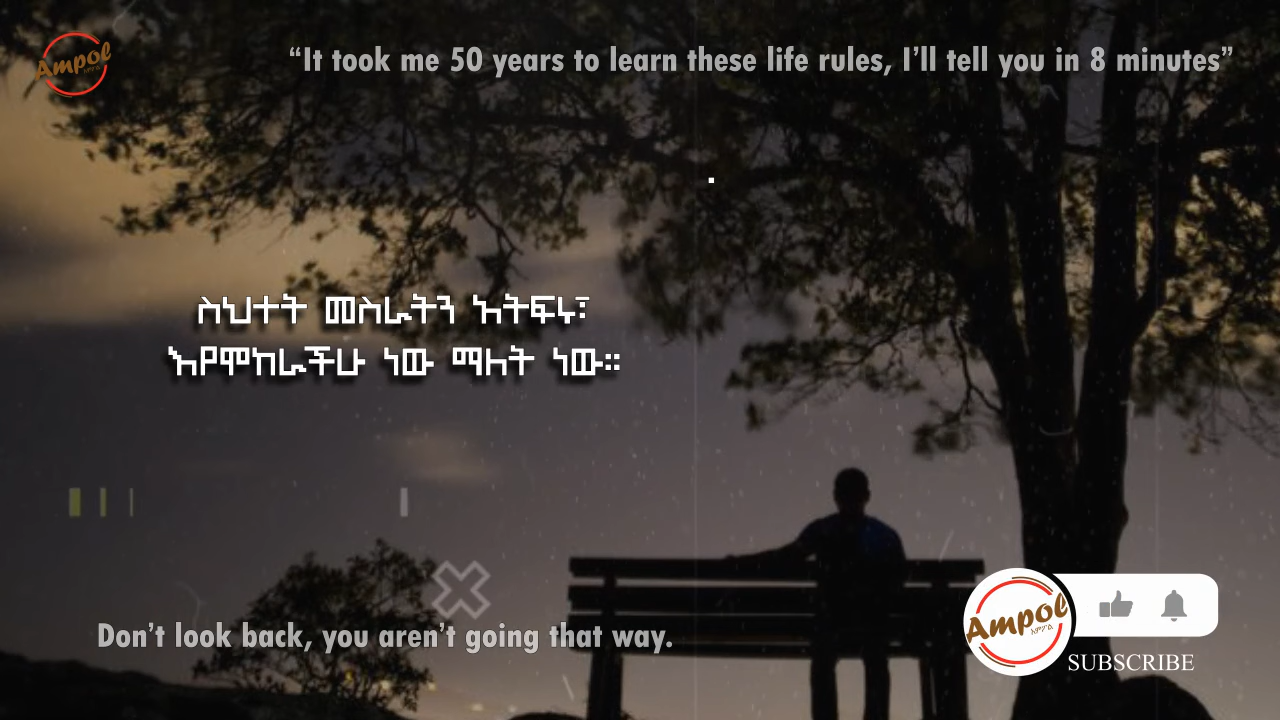 Ampol
“It took me 50 years to learn these life rules, I’ll tell you in 8 minutes”
ስህተት መስራትን አትፍሩ፣
እየሞከራችሁ ነው ማለት ነው።
Don’t look back, you aren’t going that way.
Ampol
አምፖል
SUBSCRIBE